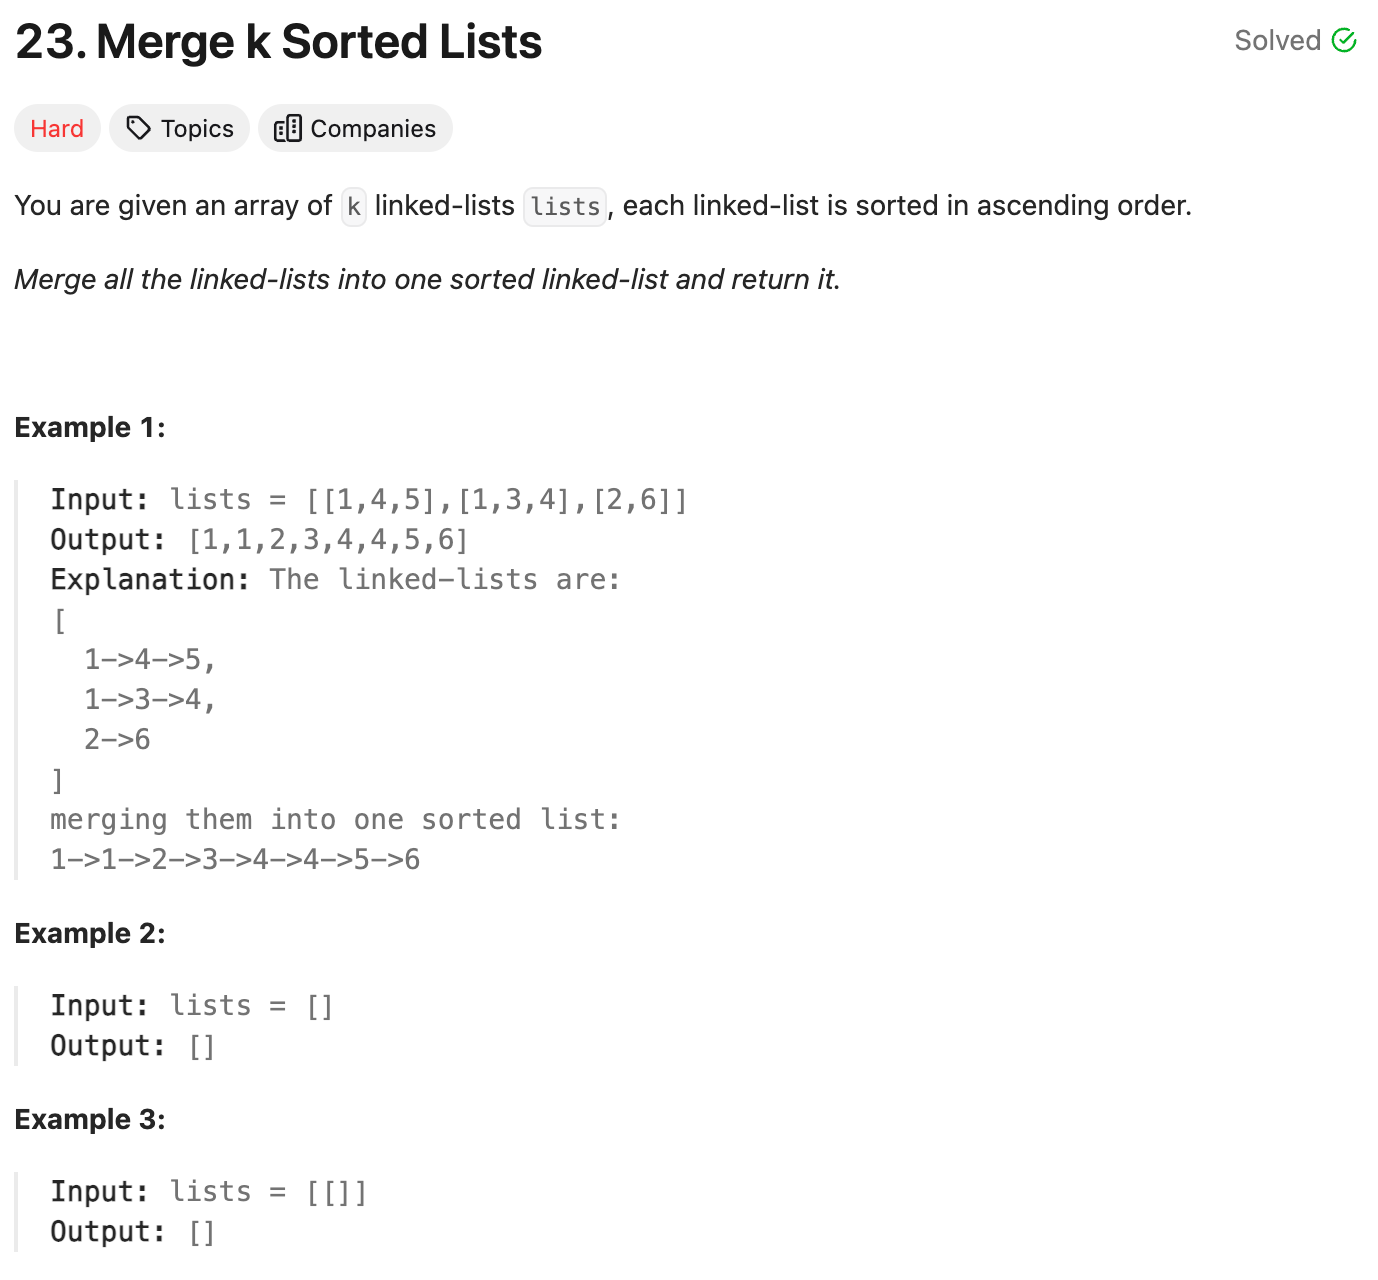 23. Merge k Sorted Lists
Solved
Hard
Topics
Companies
You are given an array of k linked-lists lists, each linked-list is sorted in ascending order.
Merge all the linked-lists into one sorted linked-list and return it.
Example 1:
Input: lists = [[1,4,5],[1,3,4],[2,6]]
Output: [1,1,2,3,4,4,5,6]
Explanation: The linked-lists are:
[
  1->4->5,
  1->3->4,
  2->6
]
merging them into one sorted list:
1->1->2->3->4->4->5->6
Example 2:
Input: lists = []
Output: []
Example 3:
Input: lists = [[]]
Output: []